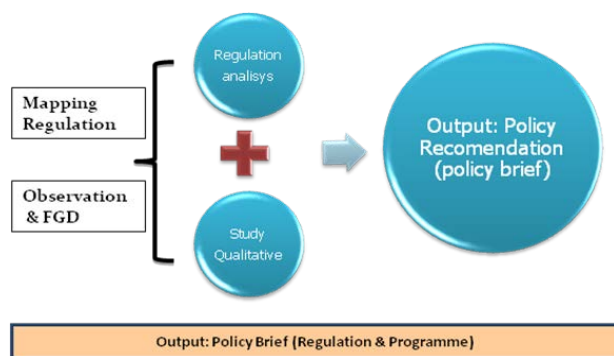 Mapping
Regulation
Observation
& FGD
Regulation
analisys
Study
Qualitative
Output: Policy
Recomendation
(policy brief)
Output: Policy Brief (Regulation & Programme)